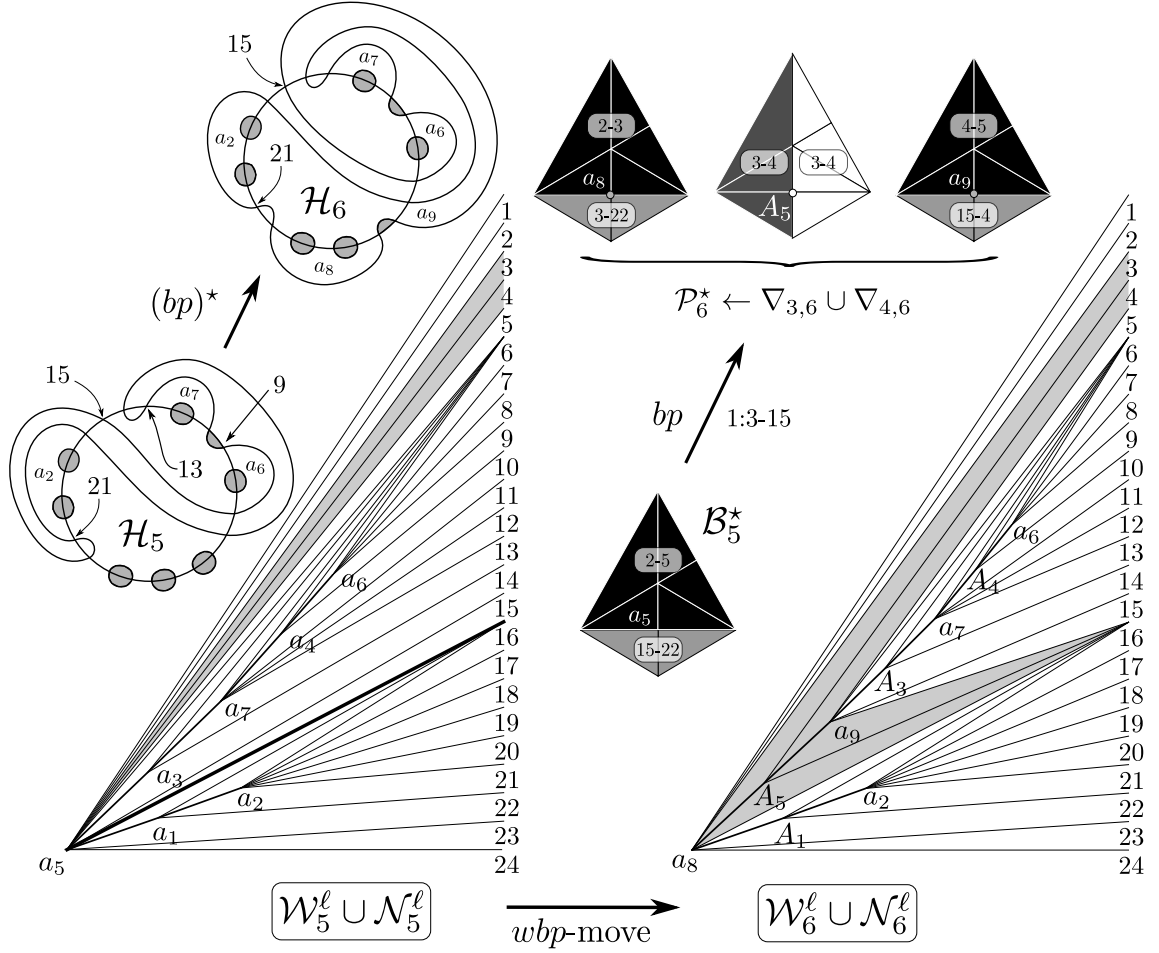 15
a₇
a₂
a₆
21
ℋ₆
a₉
a₈
(bp)*
15
9
a₇
a₂
13
a₆
21
ℋ₅
2-3
a₈
3-22
3-4
3-4
A₅
4-5
a₉
15-4
𝒫₆* ← ∇₃,₆ ∪ ∇₄,₆
bp
1:3-15
ℬ₅*
2-5
a₅
15-22
1
2
3
4
5
6
7
8
9
10
11
12
13
14
15
16
17
18
19
20
21
22
23
24
a₆
a₄
a₇
a₃
a₂
a₁
a₅
1
2
3
4
5
6
7
8
9
10
11
12
13
14
15
16
17
18
19
20
21
22
23
24
a₆
A₄
a₇
A₃
a₉
A₅
a₂
A₁
a₈
𝒲₅^ℓ ∪ 𝒩₅^ℓ
wbp-move
𝒲₆^ℓ ∪ 𝒩₆^ℓ